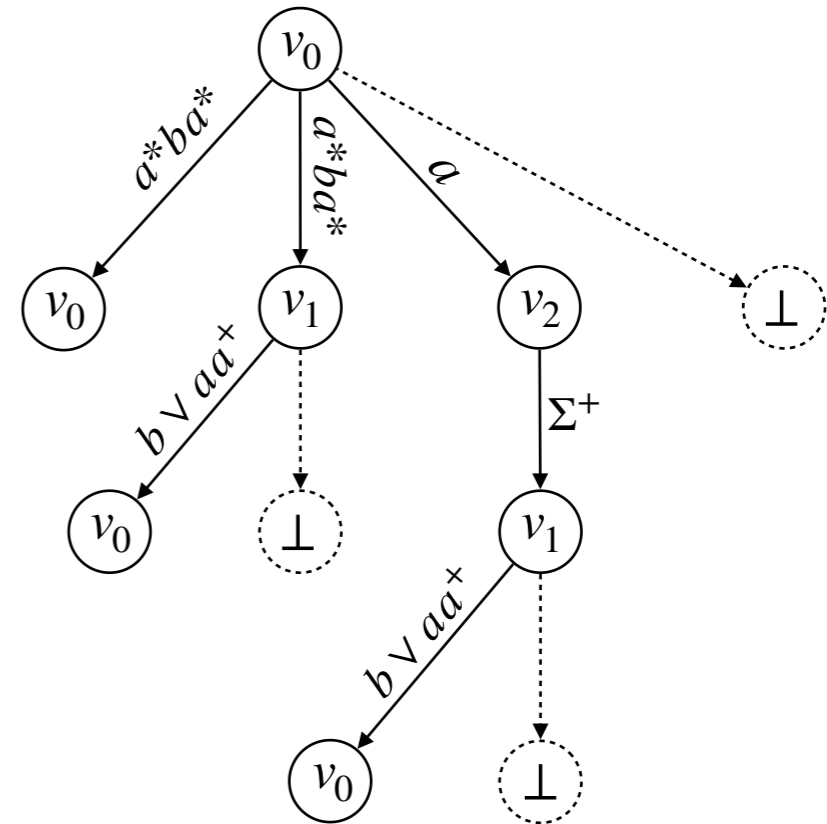 v₀
a*ba*
a*ba*
a
v₀
v₁
v₂
⊥
b ∨ aa⁺
Σ⁺
v₀
⊥
v₁
b ∨ aa⁺
v₀
⊥